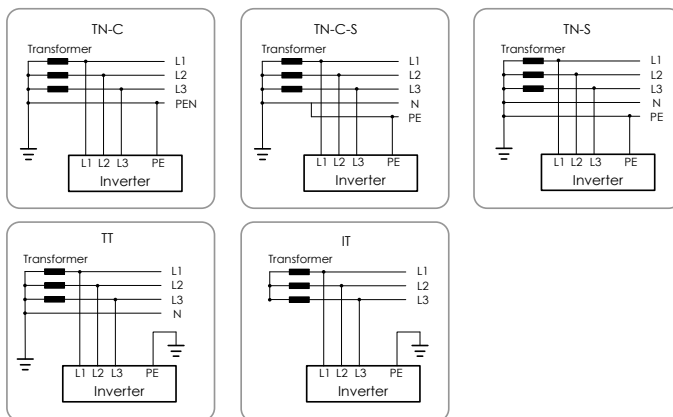 TN-C
Transformer
L1
L2
L3
PEN
L1 L2 L3 PE
Inverter
TN-C-S
Transformer
L1
L2
L3
N
PE
L1 L2 L3 PE
Inverter
TN-S
Transformer
L1
L2
L3
N
PE
L1 L2 L3 PE
Inverter
TT
Transformer
L1
L2
L3
N
L1 L2 L3 PE
Inverter
IT
Transformer
L1
L2
L3
L1 L2 L3 PE
Inverter